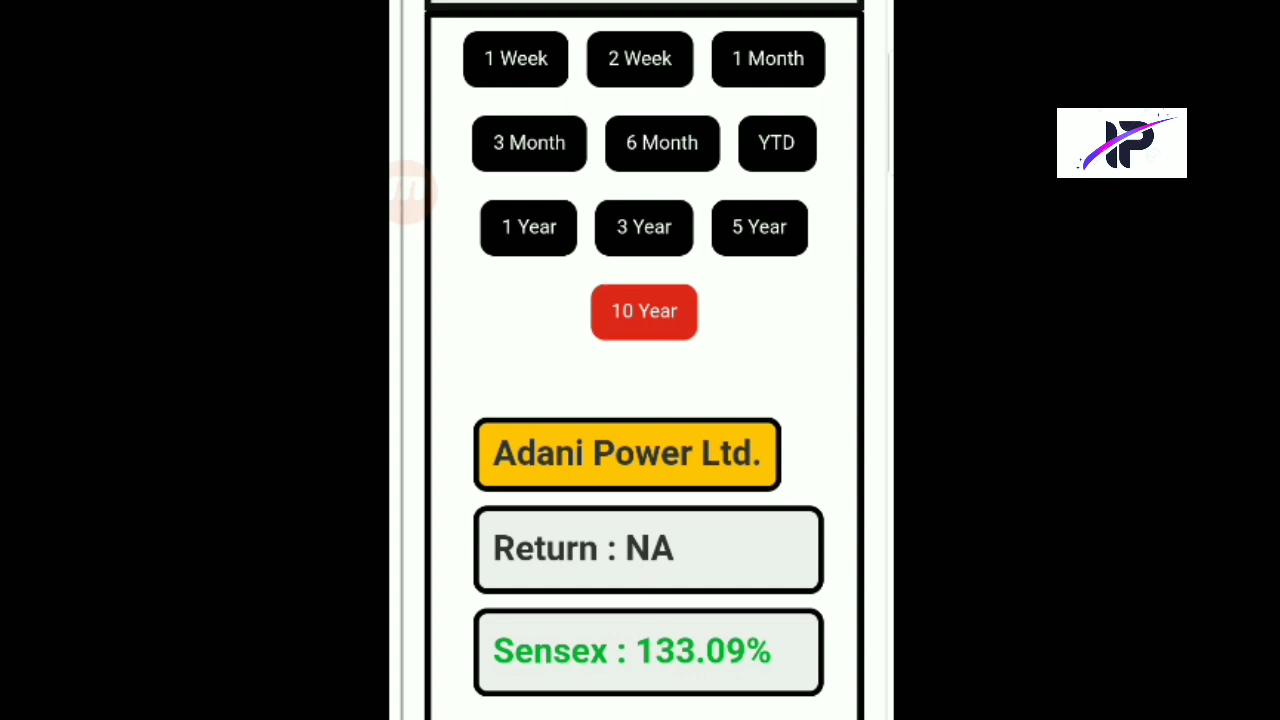 1 Week 2 Week 1 Month
3 Month 6 Month YTD
1 Year 3 Year 5 Year
10 Year
Adani Power Ltd.
Return : NA
Sensex : 133.09%
IP